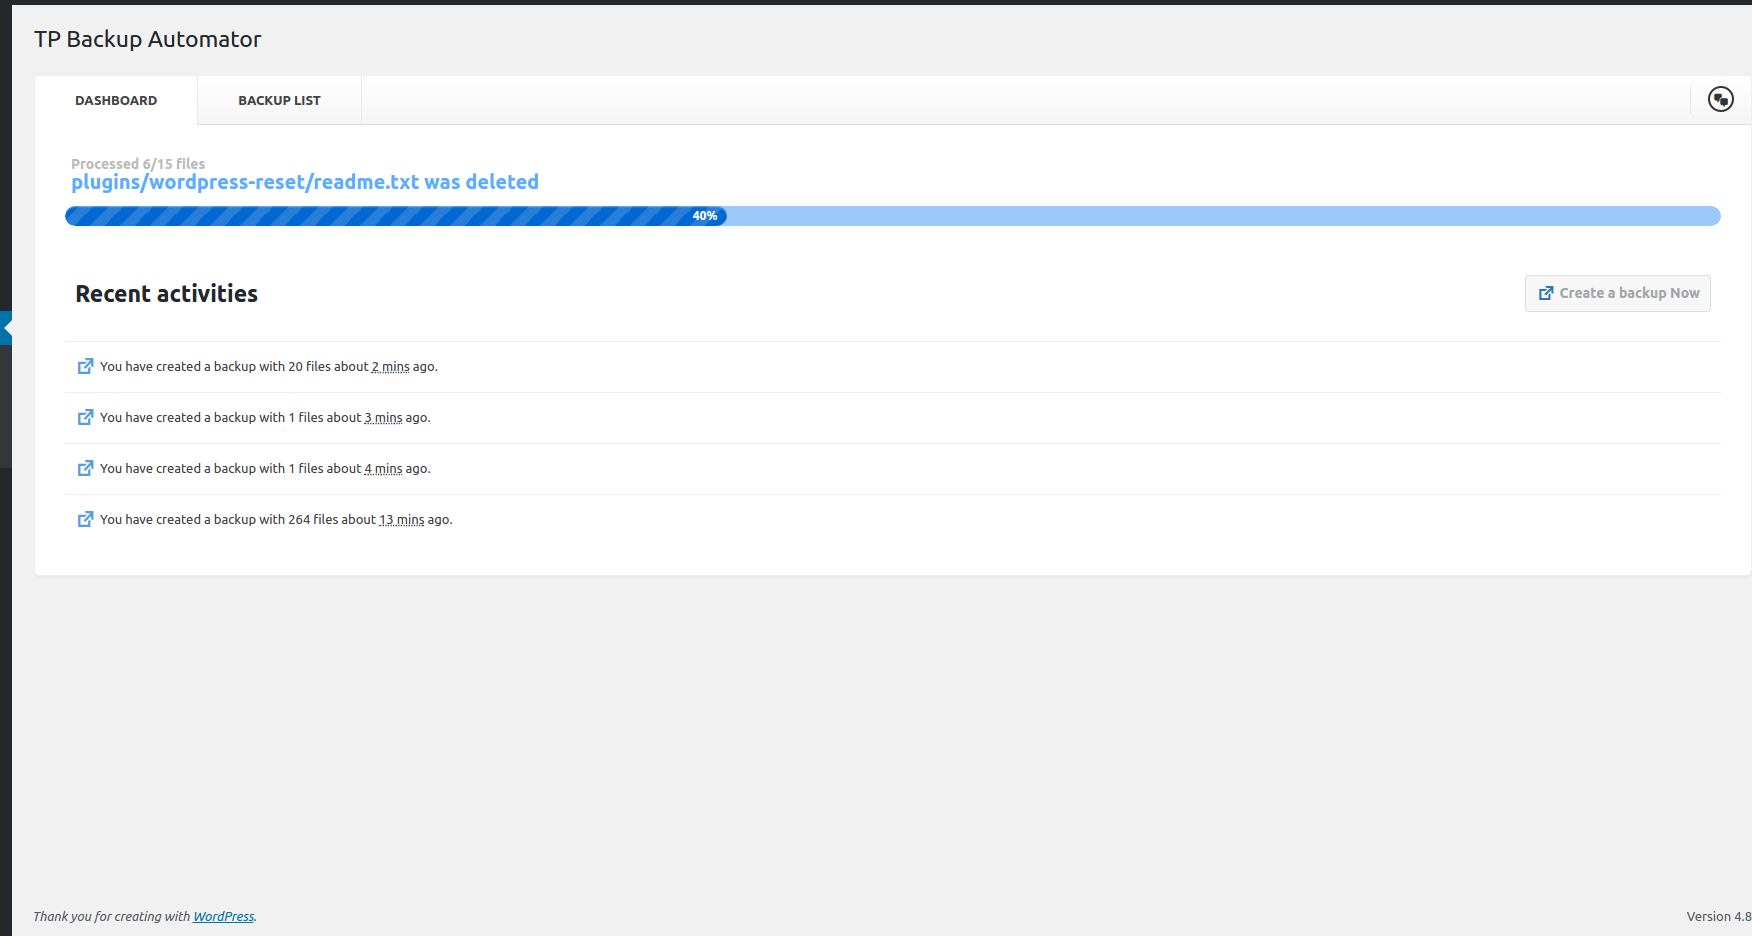 TP Backup Automator
DASHBOARD
BACKUP LIST
Processed 6/15 files
plugins/wordpress-reset/readme.txt was deleted
40%
Recent activities
Create a backup Now
You have created a backup with 20 files about 2 mins ago.
You have created a backup with 1 files about 3 mins ago.
You have created a backup with 1 files about 4 mins ago.
You have created a backup with 264 files about 13 mins ago.
Thank you for creating with WordPress.
Version 4.8